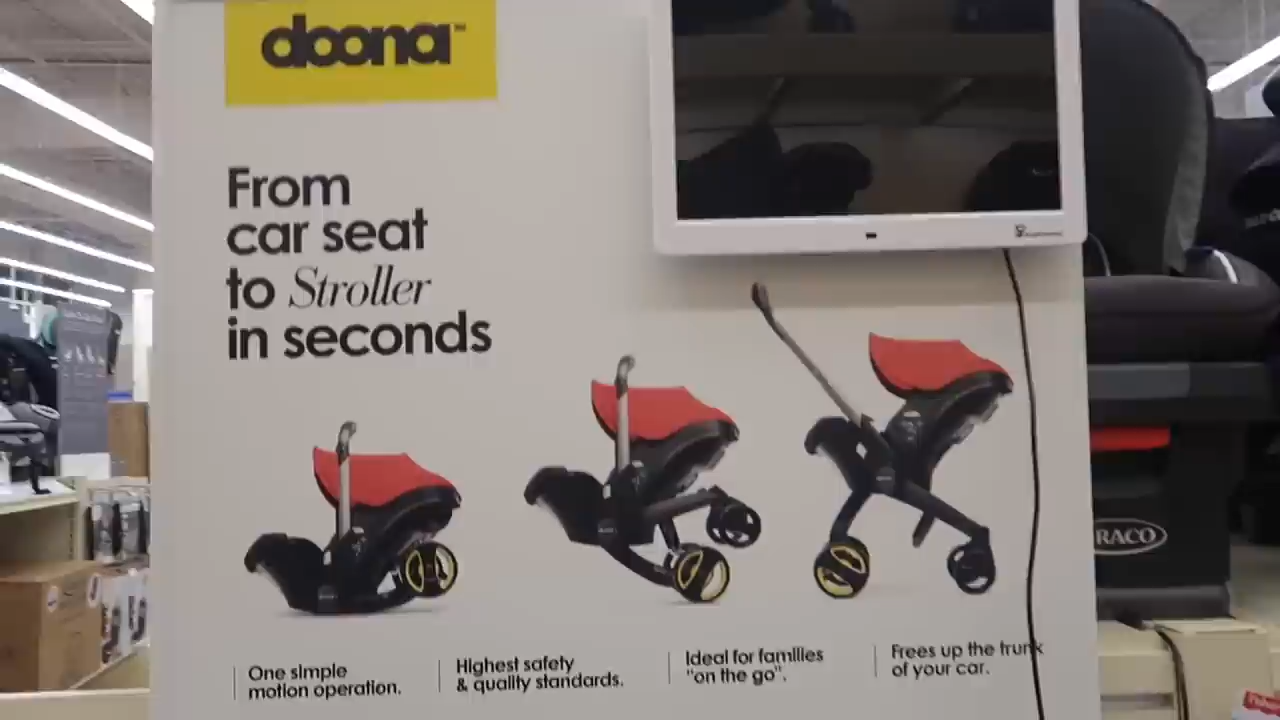 doona™
From
car seat
to Stroller
in seconds
One simple
motion operation.
Highest safety
& quality standards.
Ideal for families
"on the go".
Frees up the trunk
of your car.
RACO